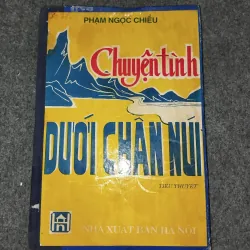 PHẠM NGỌC CHIỂU
Chuyện tình
DƯỚI CHÂN NÚI
TIỂU THUYẾT
NHÀ XUẤT BẢN HÀ NỘI